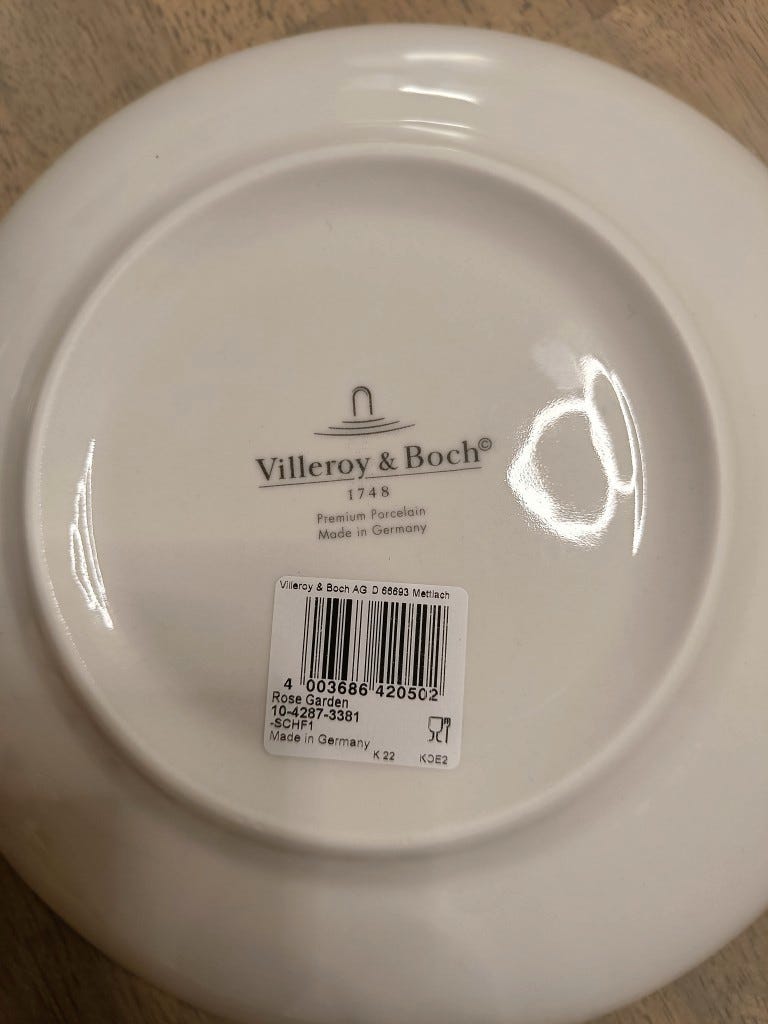 Villeroy & Boch©
1748
Premium Porcelain
Made in Germany
Villeroy & Boch AG D 66693 Mettlach
4 003686 420502
Rose Garden
10-4287-3381
-SCHF1
Made in Germany
K 22 KOE2